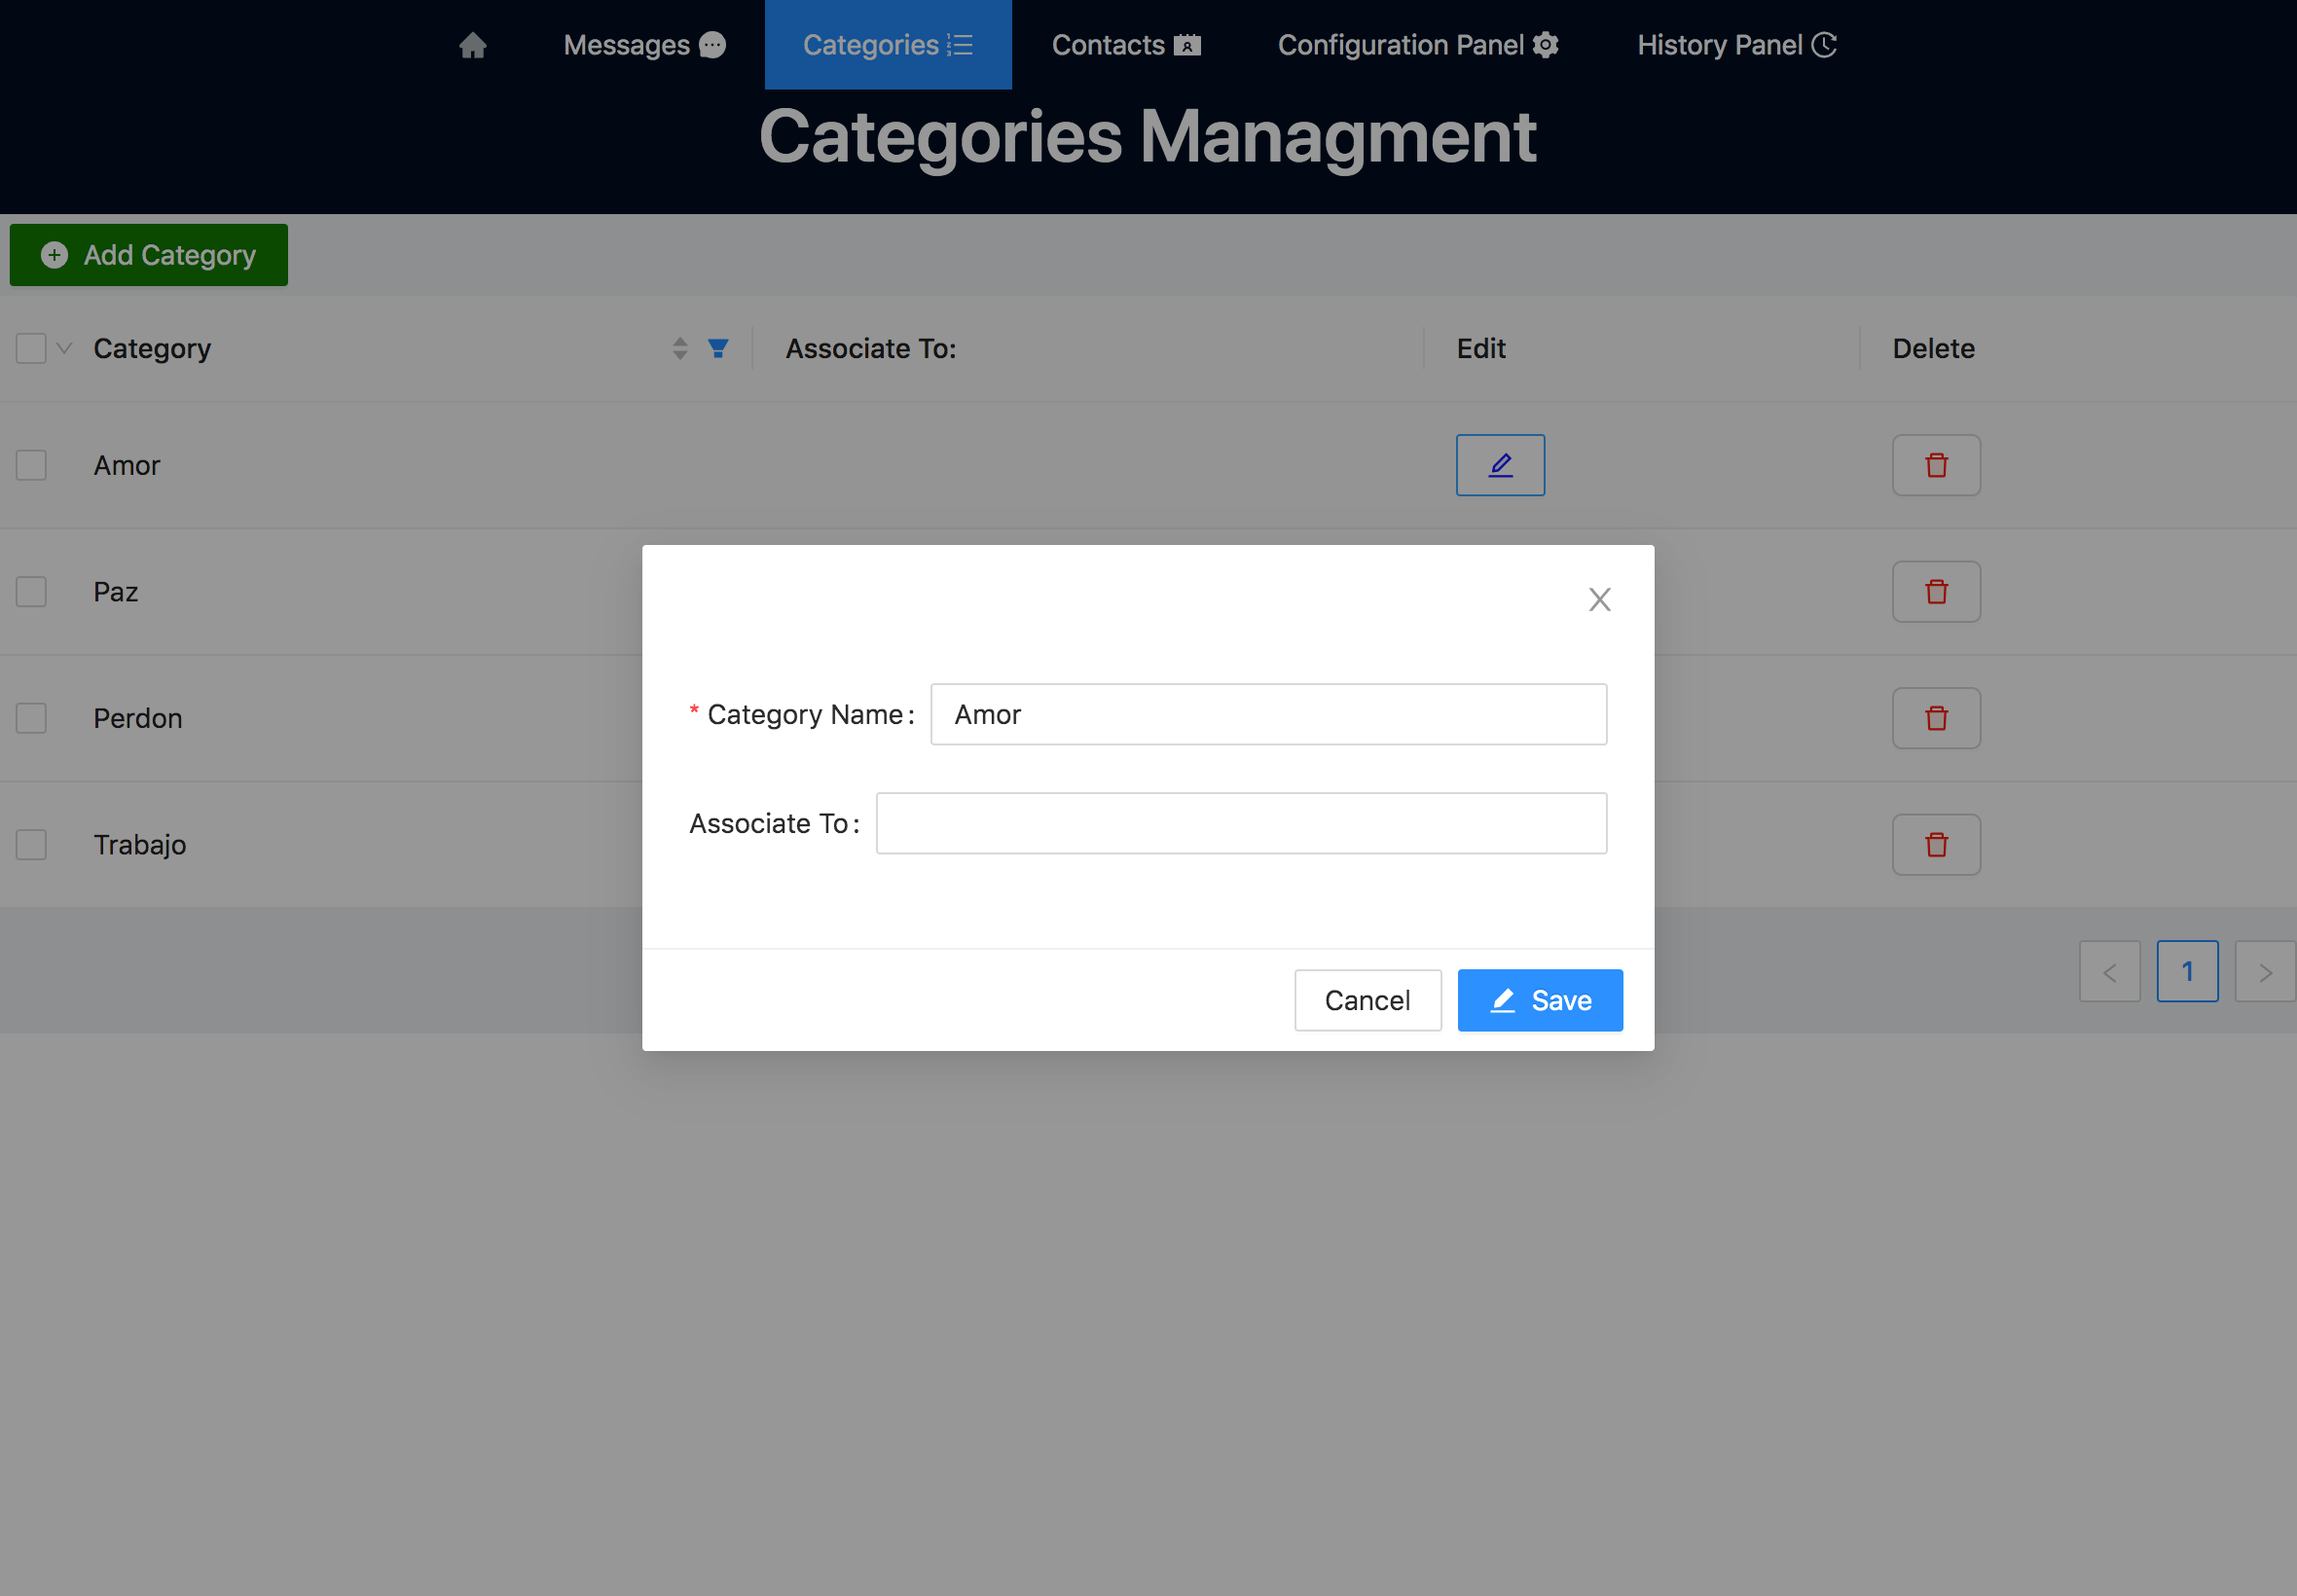 Messages Categories Contacts Configuration Panel History Panel
Categories Managment
Add Category
Category Associate To: Edit Delete
Amor
Paz
Perdon
Trabajo
* Category Name: Amor
Associate To:
Cancel Save
< 1 >